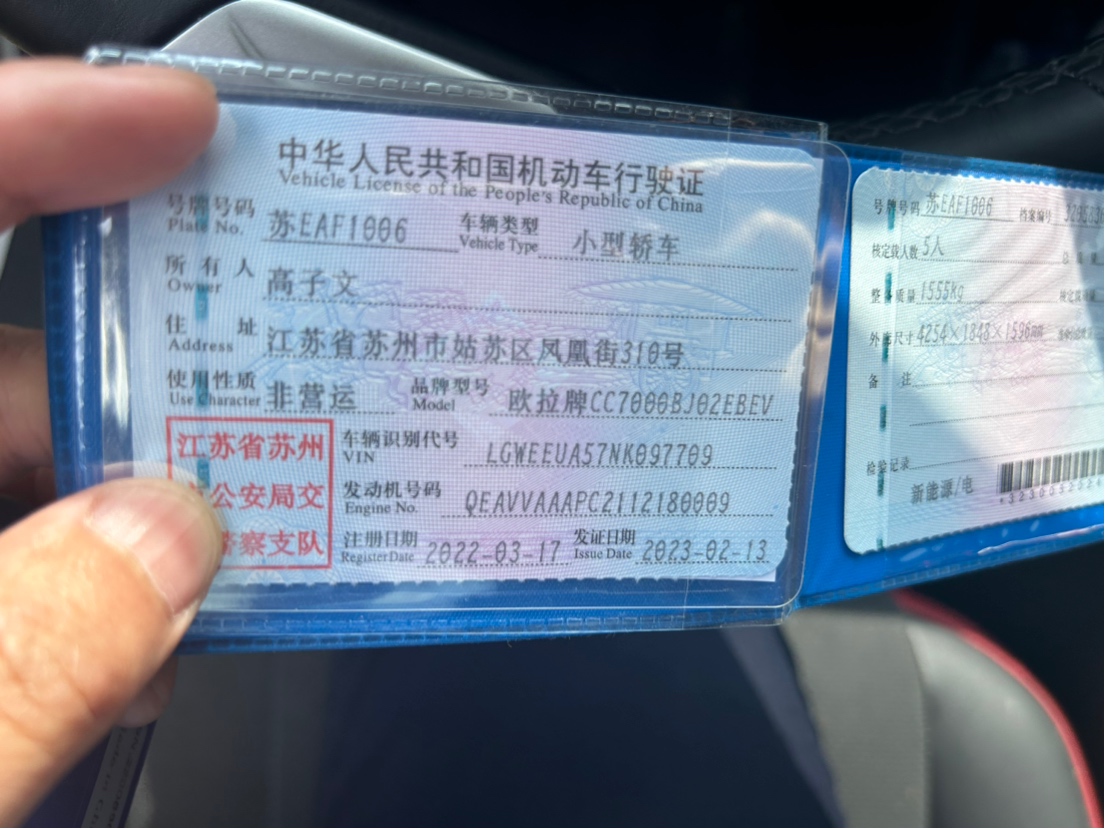 中华人民共和国机动车行驶证
Vehicle License of the People's Republic of China
号牌号码 苏EAF1006 车辆类型 小型轿车
Plate No. Vehicle Type
所有人 高子文
Owner
住址 江苏省苏州市姑苏区凤凰街310号
Address
使用性质 非营运 品牌型号 欧拉牌CC7000BJ02EBEV
Use Character Model
江苏省苏州
公安局交
警察支队
车辆识别代号 LGWEEUA57NK097709
VIN
发动机号码 QEAVVAAAPC2112180009
Engine No.
注册日期 2022-03-17 发证日期 2023-02-13
Register Date Issue Date
号牌号码 苏EAF1006 档案编号
核定载人数 5人
整备质量 1555kg
外廓尺寸 4254×1848×1596mm
备注
检验记录
新能源/电